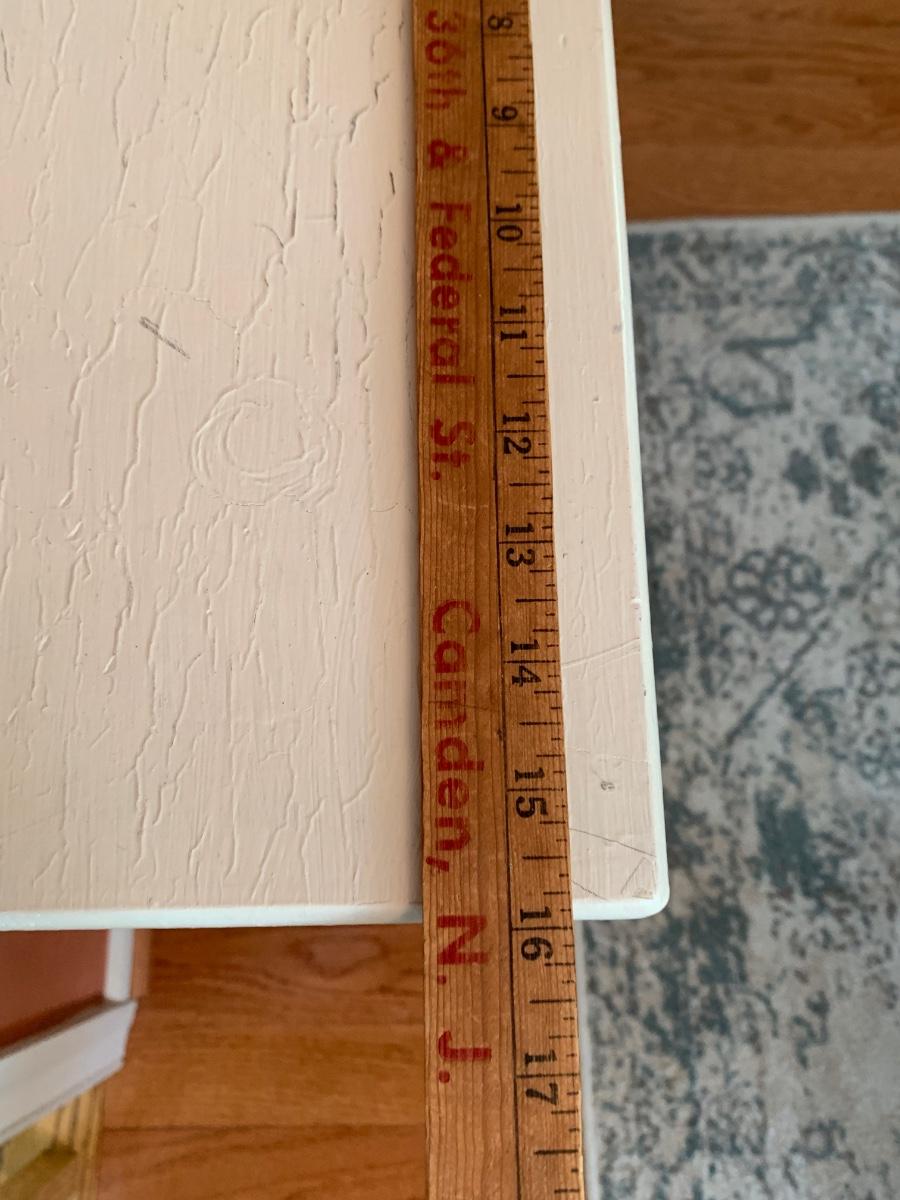 36th & Federal St. Camden, N. J.
8 9 10 11 12 13 14 15 16 17